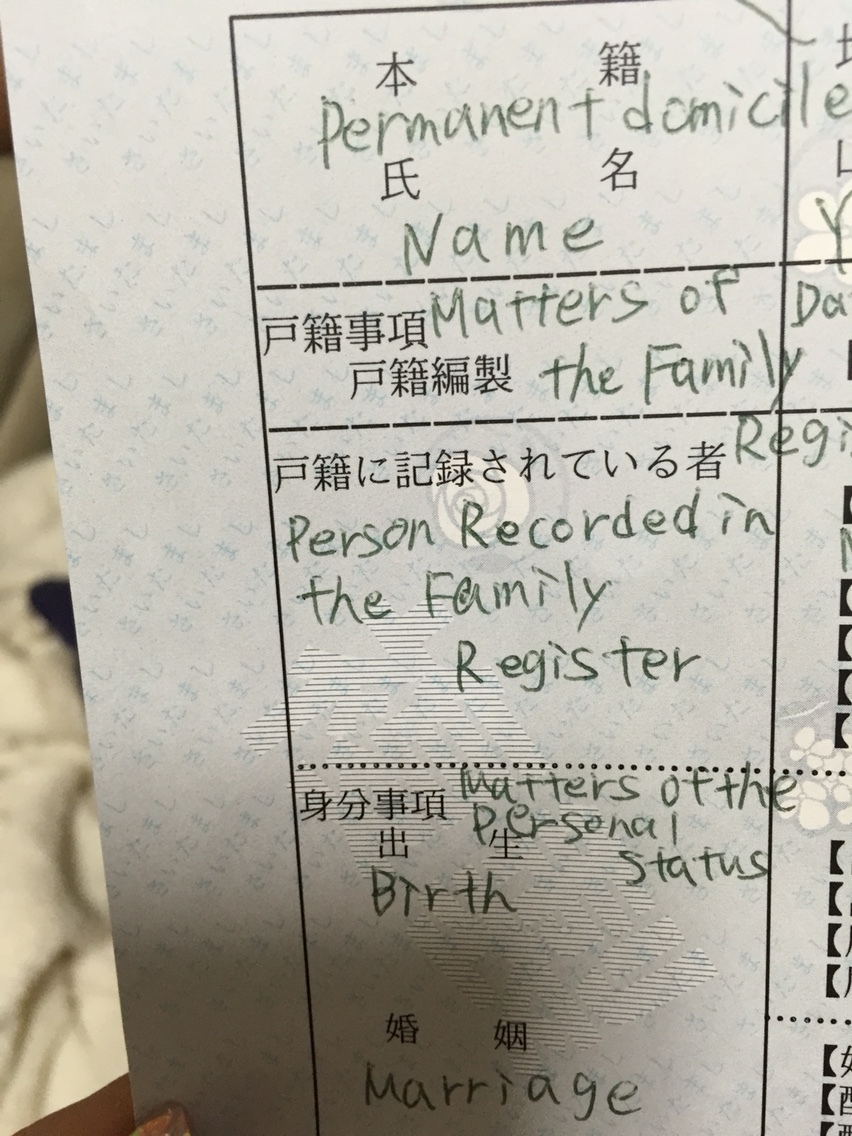 本 籍
Permanent domicile
氏 名
Name
戸籍事項 Matters of
戸籍編製 the Family
戸籍に記録されている者
Person Recorded in
the Family
Register
身分事項 Matters of the
Personal
出 生 status
Birth
婚 姻
Marriage